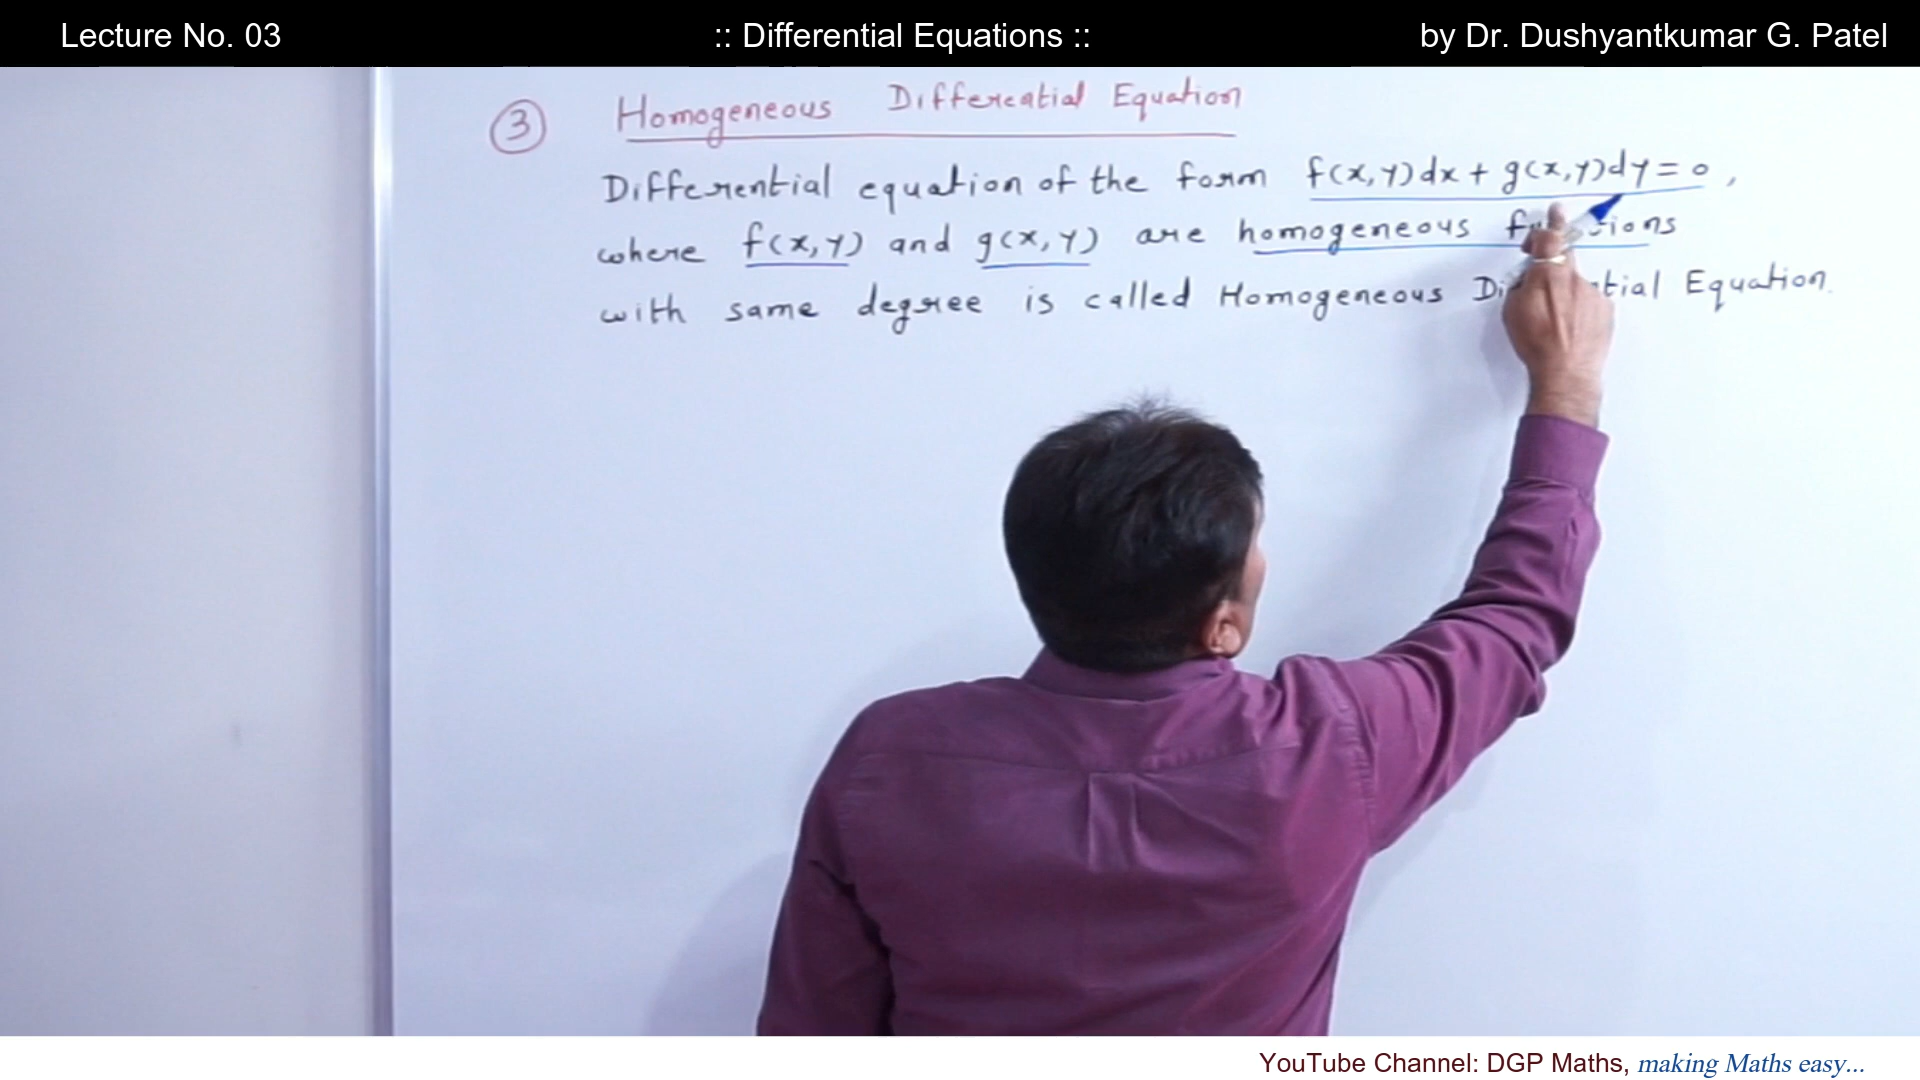 Lecture No. 03 :: Differential Equations :: by Dr. Dushyantkumar G. Patel
③ Homogeneous Differential Equation
Differential equation of the form f(x,y)dx + g(x,y)dy = 0 ,
where f(x,y) and g(x,y) are homogeneous
with same degree is called Homogeneous Equation.
YouTube Channel: DGP Maths, making Maths easy...